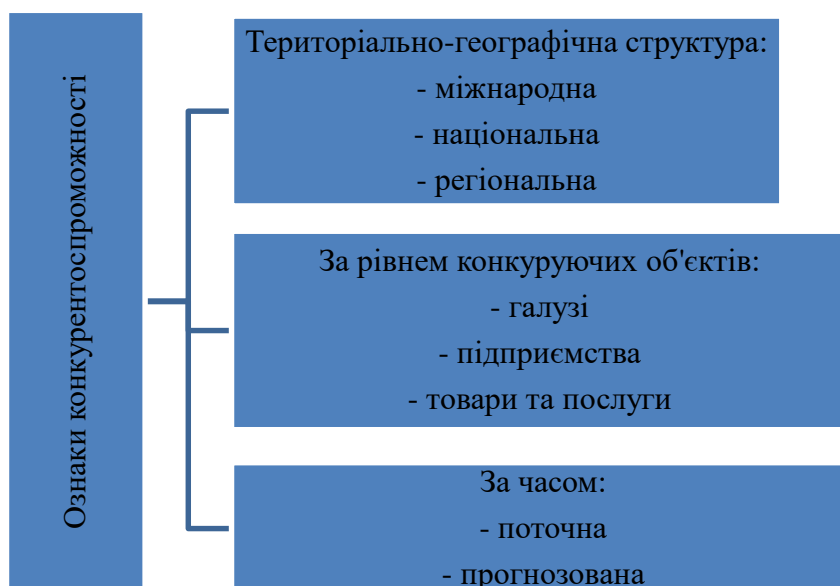 Ознаки конкурентоспроможності
Територіально-географічна структура:
- міжнародна
- національна
- регіональна
За рівнем конкуруючих об'єктів:
- галузі
- підприємства
- товари та послуги
За часом:
- поточна
- прогнозована